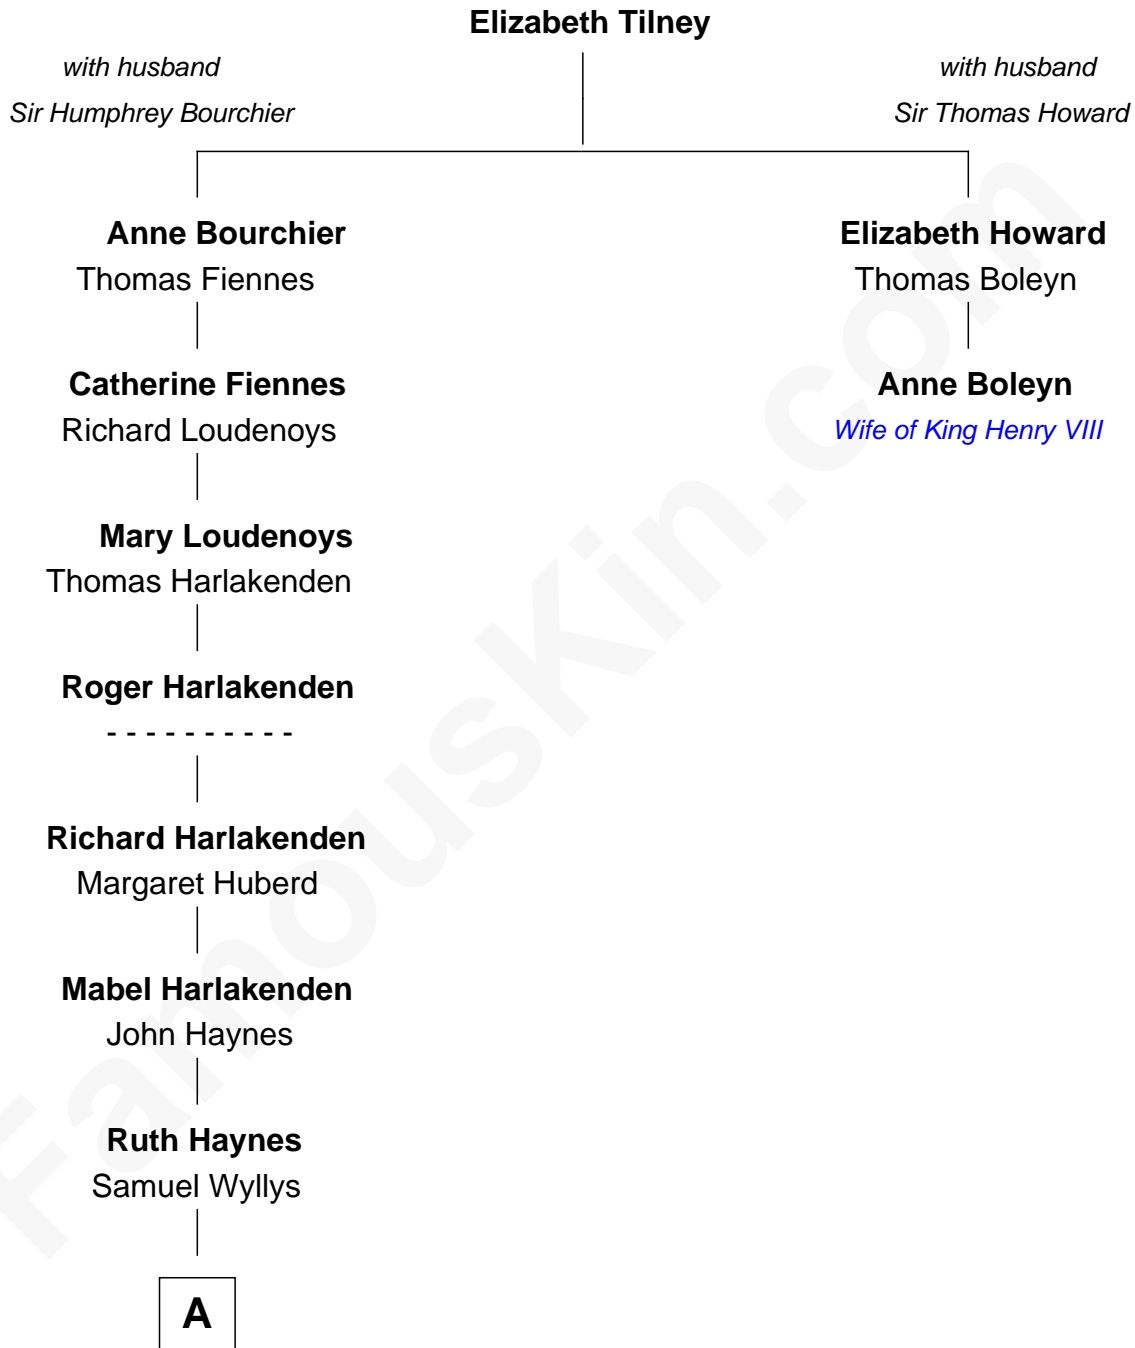 Elizabeth Tilney
with husband
Sir Humphrey Bourchier
with husband
Sir Thomas Howard
Anne Bourchier
Thomas Fiennes
Elizabeth Howard
Thomas Boleyn
Catherine Fiennes
Richard Loudenoys
Anne Boleyn
Wife of King Henry VIII
Mary Loudenoys
Thomas Harlakenden
Roger Harlakenden
- - - - - - - - - -
Richard Harlakenden
Margaret Huberd
Mabel Harlakenden
John Haynes
Ruth Haynes
Samuel Wyllys
A
FamousKin.com